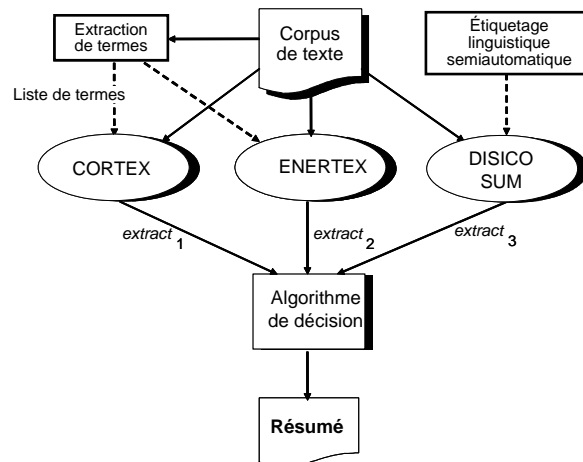 Extraction
de termes
Corpus
de texte
Étiquetage
linguistique
semiautomatique
Liste de termes
CORTEX
ENERTEX
DISICO
SUM
extract 1
extract 2
extract 3
Algorithme
de décision
Résumé